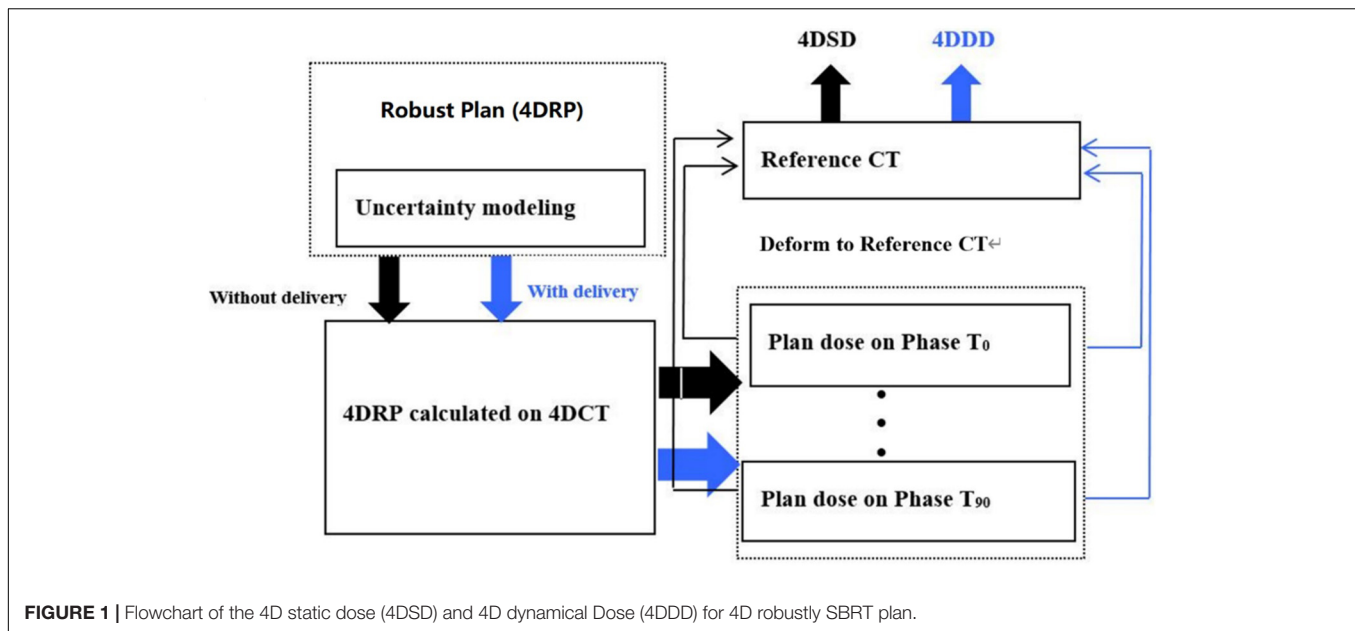 4DSD
4DDD
Robust Plan (4DRP)
Reference CT
Uncertainty modeling
Deform to Reference CT↵
Without delivery
With delivery
Plan dose on Phase T₀
4DRP calculated on 4DCT
Plan dose on Phase T₉₀
FIGURE 1 | Flowchart of the 4D static dose (4DSD) and 4D dynamical Dose (4DDD) for 4D robustly SBRT plan.